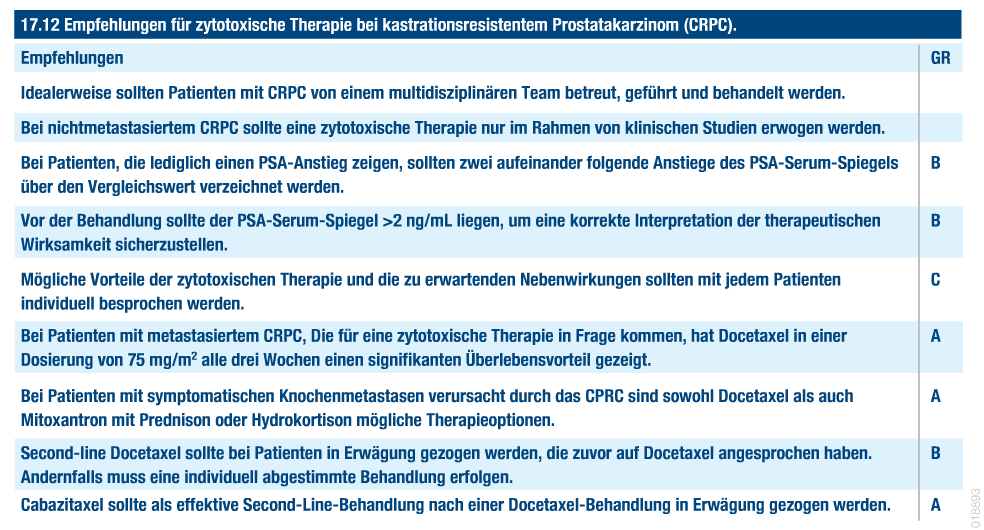 17.12 Empfehlungen für zytotoxische Therapie bei kastrationsresistentem Prostatakarzinom (CRPC).
Empfehlungen GR
Idealerweise sollten Patienten mit CRPC von einem multidisziplinären Team betreut, geführt und behandelt werden.
Bei nichtmetastasiertem CRPC sollte eine zytotoxische Therapie nur im Rahmen von klinischen Studien erwogen werden.
Bei Patienten, die lediglich einen PSA-Anstieg zeigen, sollten zwei aufeinander folgende Anstiege des PSA-Serum-Spiegels B
über den Vergleichswert verzeichnet werden.
Vor der Behandlung sollte der PSA-Serum-Spiegel >2 ng/mL liegen, um eine korrekte Interpretation der therapeutischen B
Wirksamkeit sicherzustellen.
Mögliche Vorteile der zytotoxischen Therapie und die zu erwartenden Nebenwirkungen sollten mit jedem Patienten C
individuell besprochen werden.
Bei Patienten mit metastasiertem CRPC, Die für eine zytotoxische Therapie in Frage kommen, hat Docetaxel in einer A
Dosierung von 75 mg/m² alle drei Wochen einen signifikanten Überlebensvorteil gezeigt.
Bei Patienten mit symptomatischen Knochenmetastasen verursacht durch das CPRC sind sowohl Docetaxel als auch A
Mitoxantron mit Prednison oder Hydrokortison mögliche Therapieoptionen.
Second-line Docetaxel sollte bei Patienten in Erwägung gezogen werden, die zuvor auf Docetaxel angesprochen haben. B
Andernfalls muss eine individuell abgestimmte Behandlung erfolgen.
Cabazitaxel sollte als effektive Second-Line-Behandlung nach einer Docetaxel-Behandlung in Erwägung gezogen werden. A
018893